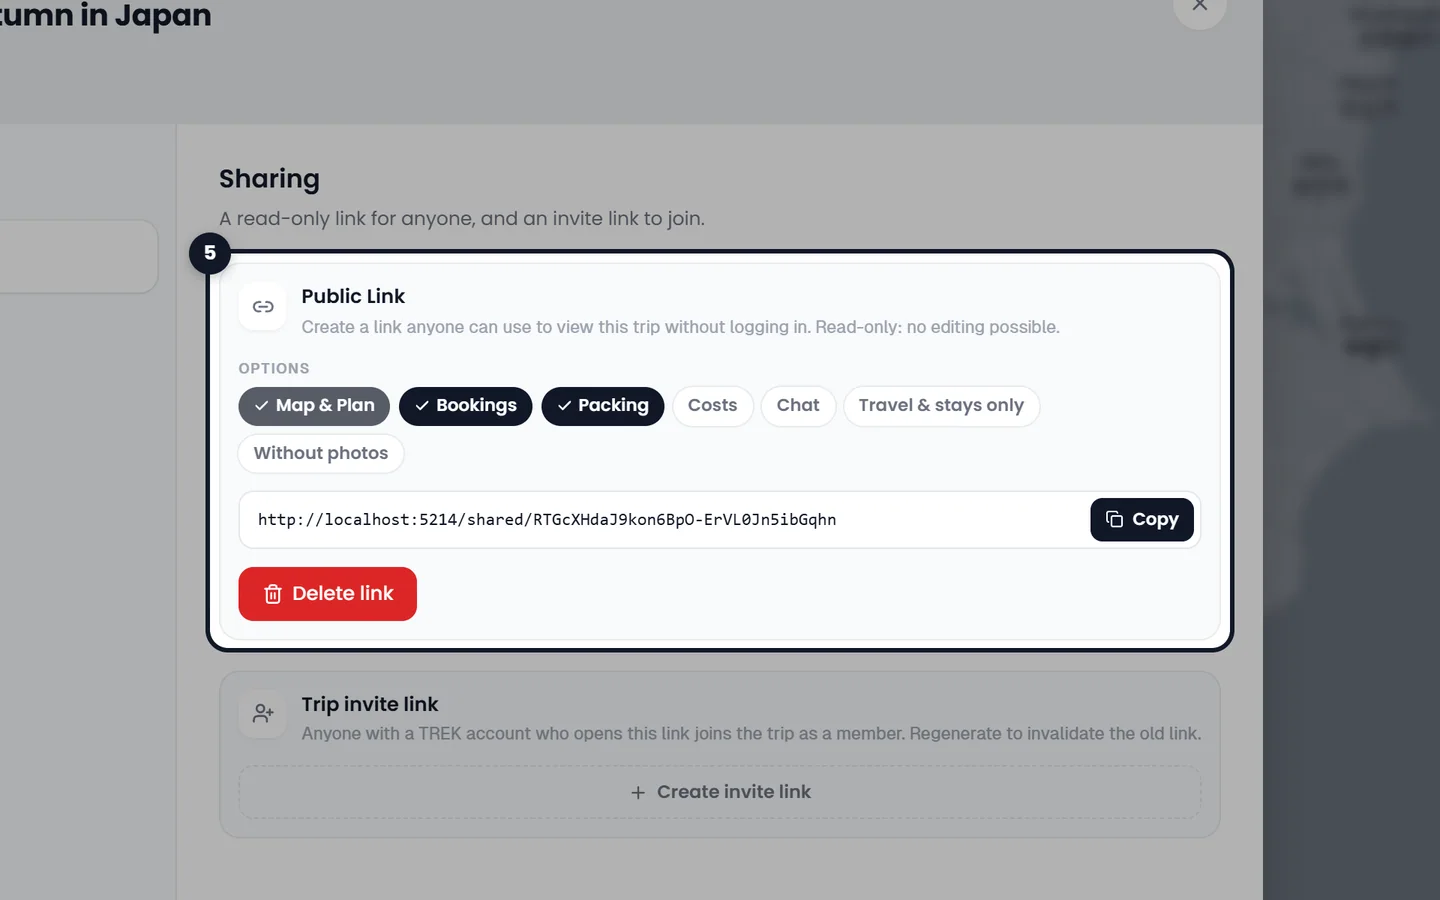 tumn in Japan
Sharing
A read-only link for anyone, and an invite link to join.
5
Public Link
Create a link anyone can use to view this trip without logging in. Read-only: no editing possible.
OPTIONS
Map & Plan Bookings Packing Costs Chat Travel & stays only
Without photos
http://localhost:5214/shared/RTGcXHdaJ9kon6BpO-ErVL0Jn5ibGqhn Copy
Delete link
Trip invite link
Anyone with a TREK account who opens this link joins the trip as a member. Regenerate to invalidate the old link.
Create invite link